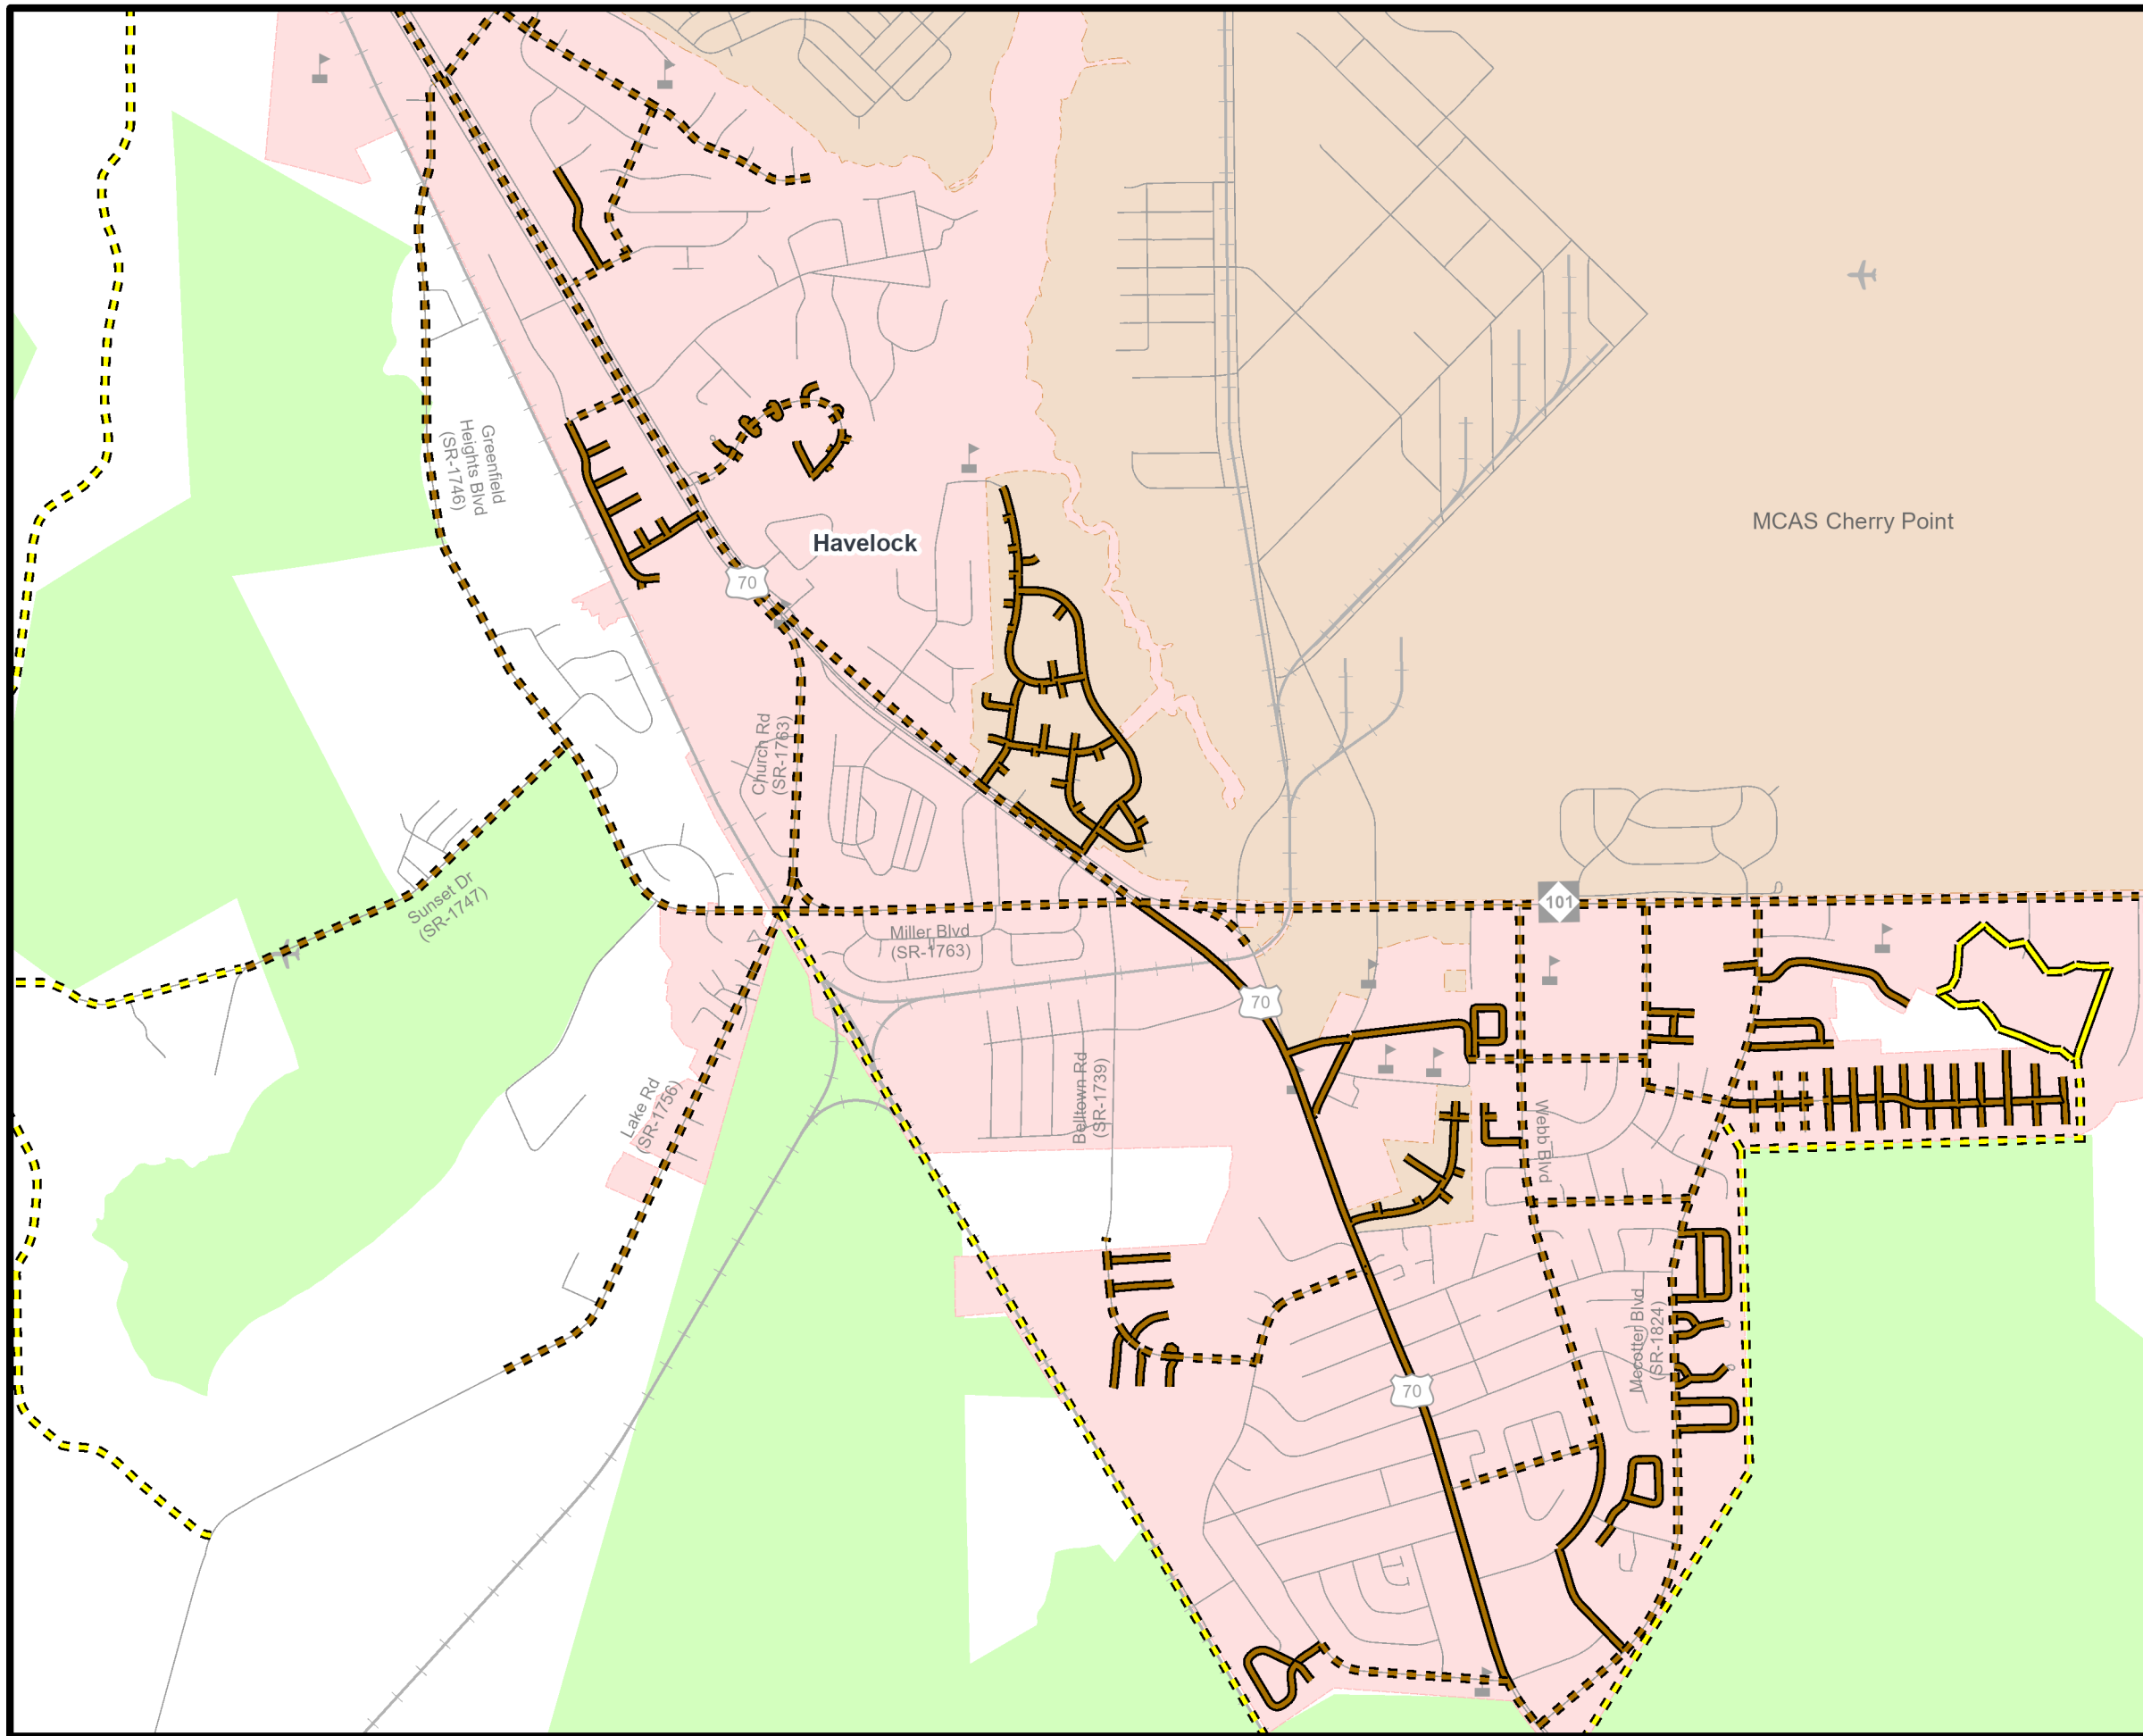 Greenfield
Heights Blvd
(SR-1746)
MCAS Cherry Point
Havelock
70
Church Rd
(SR-1763)
Sunset Dr
(SR-1747)
101
Miller Blvd
(SR-1763)
70
Lake Rd
(SR-1756)
Belltown Rd
(SR-1739)
Webb Blvd
Mccotter Blvd
(SR-1824)
70